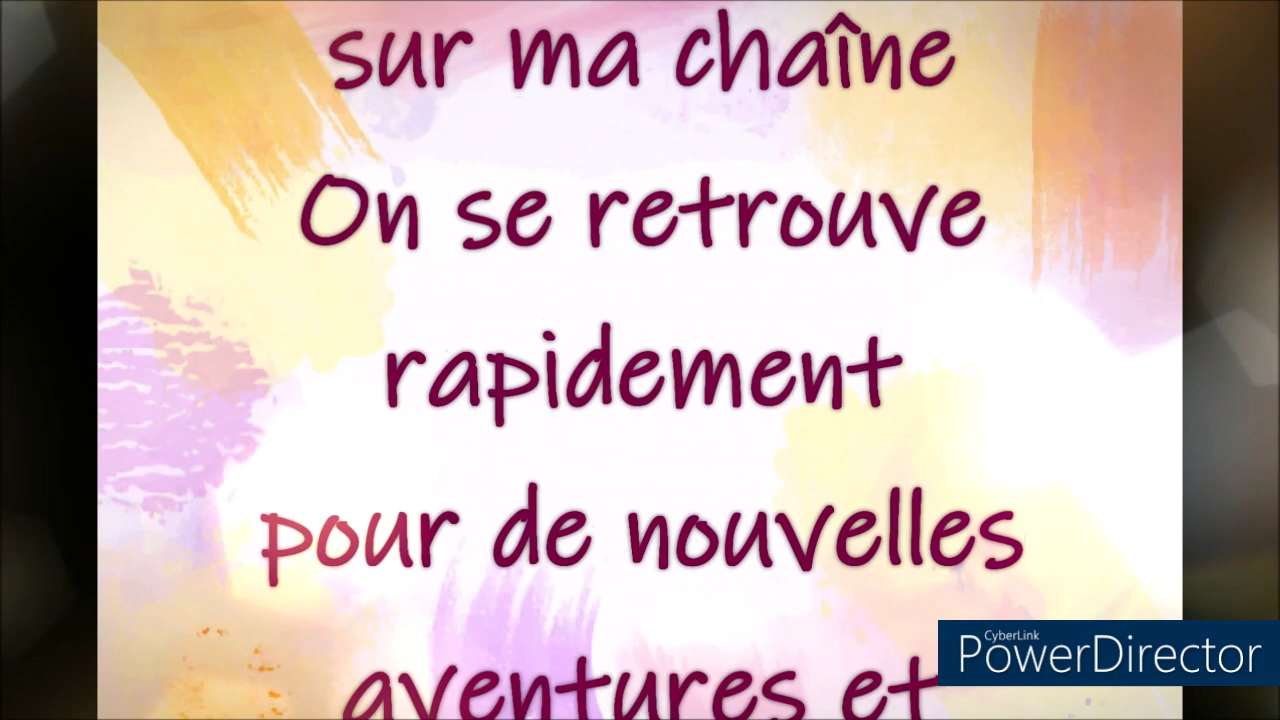 sur ma chaîne
On se retrouve
rapidement
pour de nouvelles
aventures et
CyberLink
PowerDirector